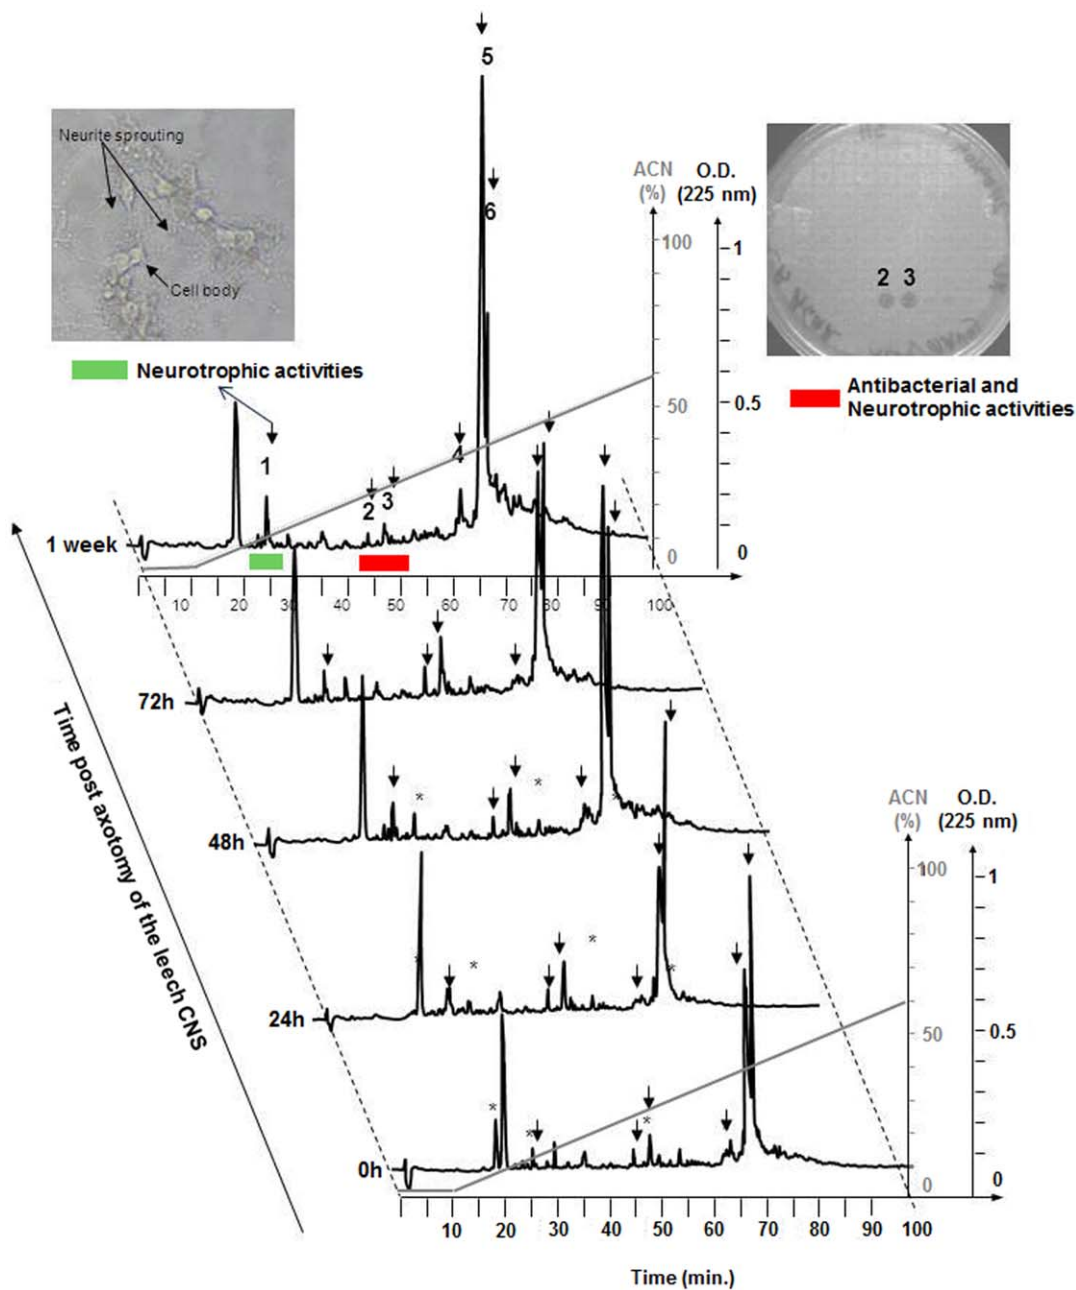 5
Neurite sprouting
ACN
(%)
O.D.
(225 nm)
6
100
1
2 3
Cell body
Neurotrophic activities
50
0.5
Antibacterial and
Neurotrophic activities
1
4
2
3
1 week
0
0
10 20 30 40 50 60 70 80 90 100
72h
48h
*
*
*
Time post axotomy of the leech CNS
ACN
(%)
O.D.
(225 nm)
100
1
24h
*
*
*
*
50
0.5
0h
*
*
*
0
0
10 20 30 40 50 60 70 80 90 100
Time (min.)